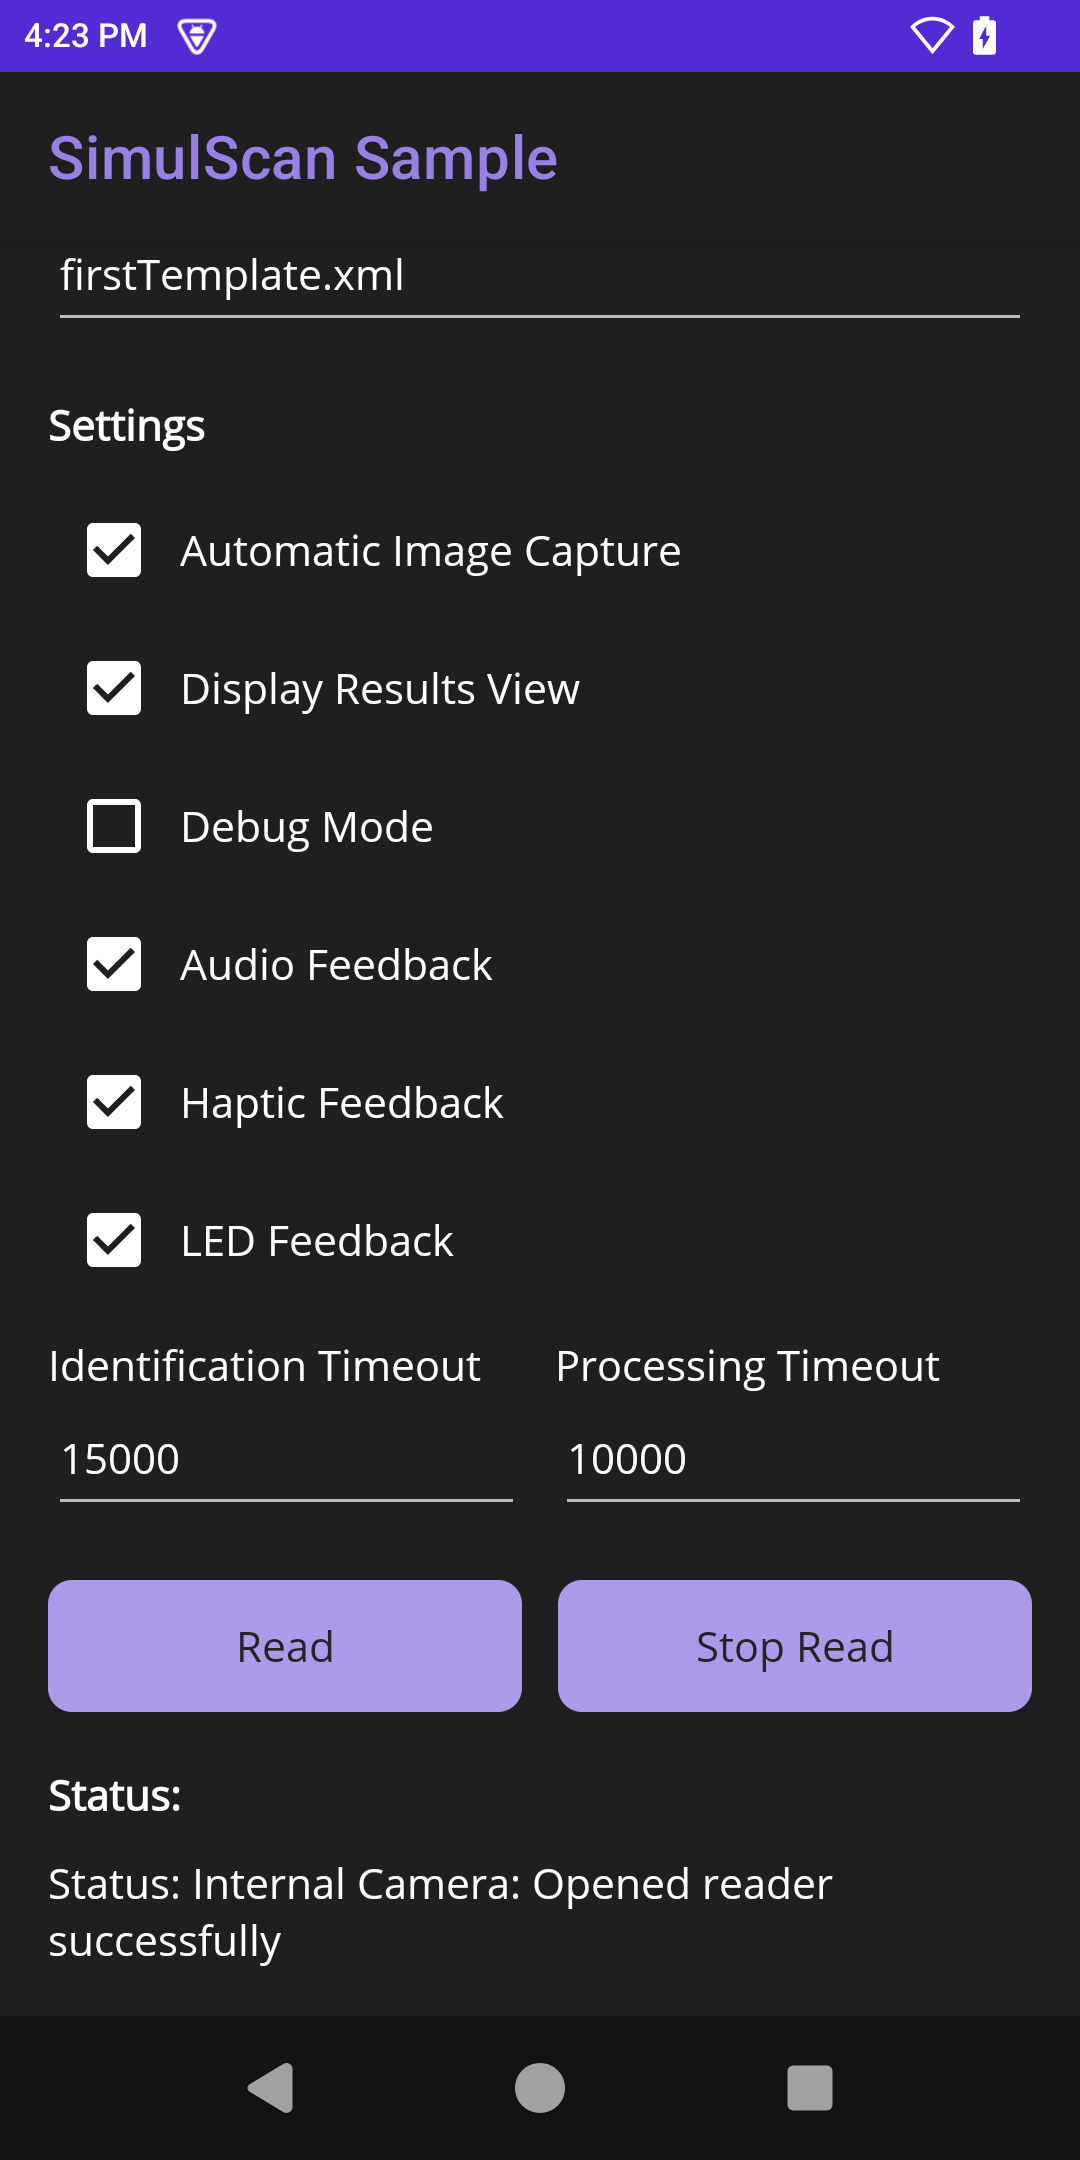 4:23 PM
SimulScan Sample
firstTemplate.xml
Settings
Automatic Image Capture
Display Results View
Debug Mode
Audio Feedback
Haptic Feedback
LED Feedback
Identification Timeout
Processing Timeout
15000
10000
Read
Stop Read
Status:
Status: Internal Camera: Opened reader
successfully